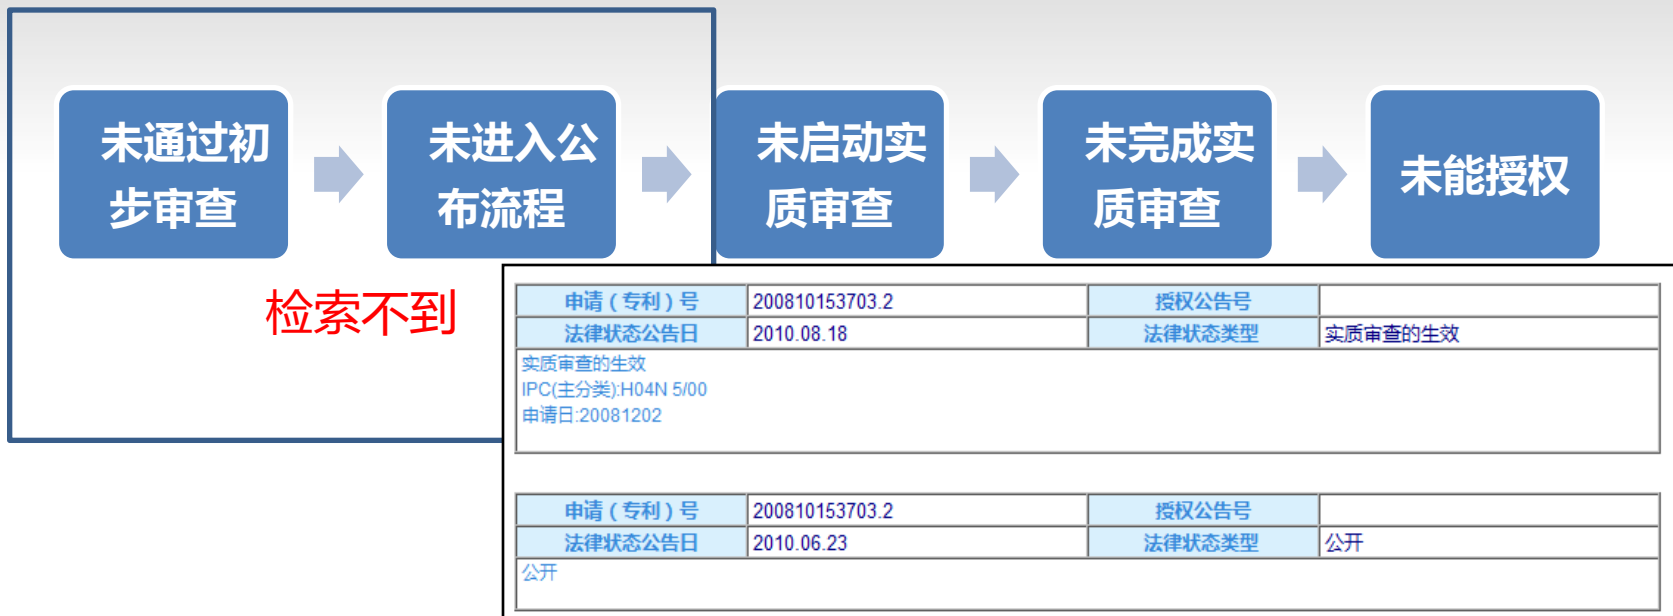 未通过初
步审查
未进入公
布流程
未启动实
质审查
未完成实
质审查
未能授权
检索不到
申请（专利）号 200810153703.2 授权公告号
法律状态公告日 2010.08.18 法律状态类型 实质审查的生效
实质审查的生效
IPC(主分类):H04N 5/00
申请日:20081202
申请（专利）号 200810153703.2 授权公告号
法律状态公告日 2010.06.23 法律状态类型 公开
公开